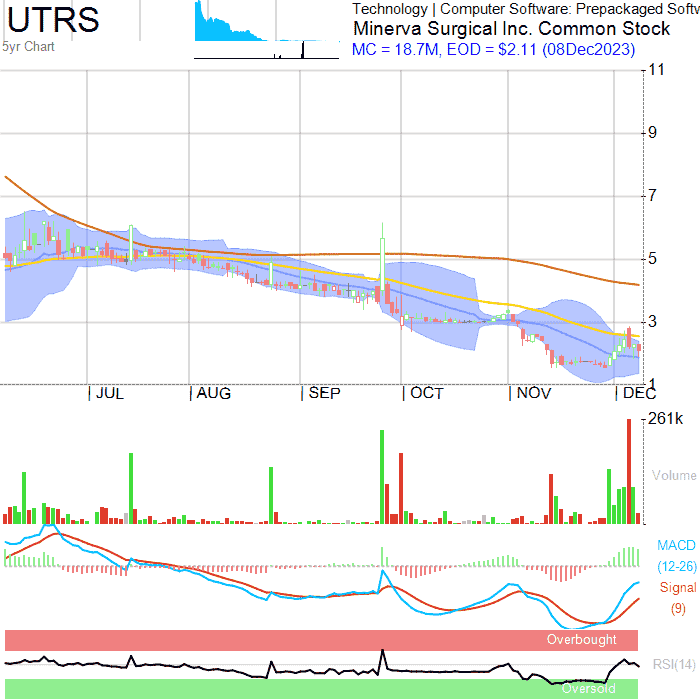 UTRS
5yr Chart
Technology | Computer Software: Prepackaged Softw
Minerva Surgical Inc. Common Stock
MC = 18.7M, EOD = $2.11 (08Dec2023)
11
9
7
5
3
1
JUL
AUG
SEP
OCT
NOV
DEC
261k
Volume
MACD
(12-26)
Signal
(9)
Overbought
RSI(14)
Oversold